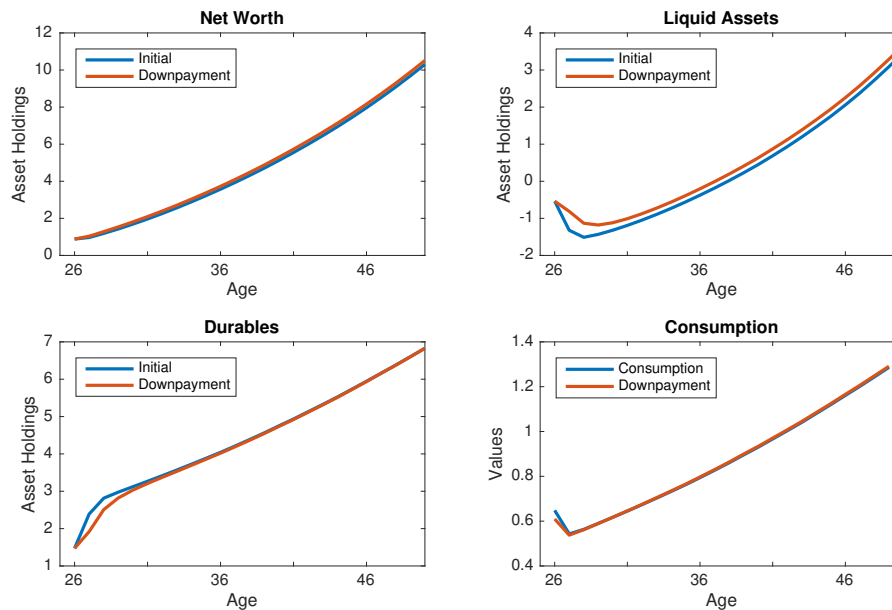 Net Worth
12
10
8
6
4
2
0
Asset Holdings
Initial
Downpayment
26
36
46
Age
Liquid Assets
4
3
2
1
0
-1
-2
Asset Holdings
Initial
Downpayment
26
36
46
Age
Durables
7
6
5
4
3
2
1
Asset Holdings
Initial
Downpayment
26
36
46
Age
Consumption
1.4
1.2
1
0.8
0.6
0.4
Values
Consumption
Downpayment
26
36
46
Age